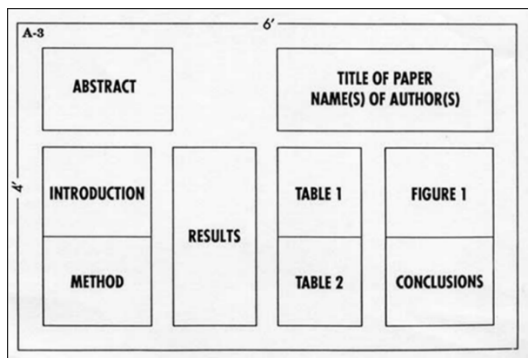 6'
A-3
ABSTRACT
TITLE OF PAPER
NAME(S) OF AUTHOR(S)
4'
INTRODUCTION
RESULTS
TABLE 1
FIGURE 1
METHOD
TABLE 2
CONCLUSIONS